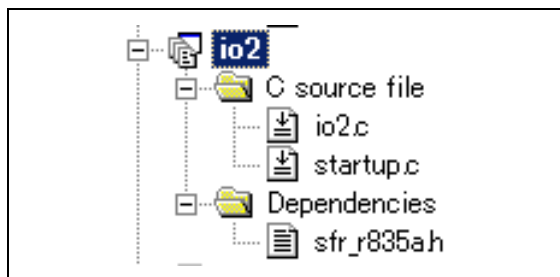 io2
C source file
io2.c
startup.c
Dependencies
sfr_r835a.h